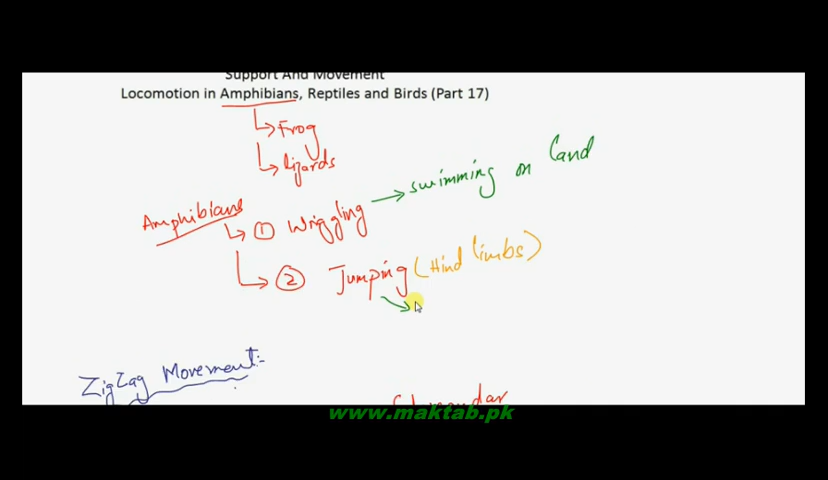 Support And Movement
Locomotion in Amphibians, Reptiles and Birds (Part 17)
Frog
lizards
Amphibians
① Wriggling
swimming on land
② Jumping (Hind limbs)
ZigZag Movement:-
www.maktab.pk